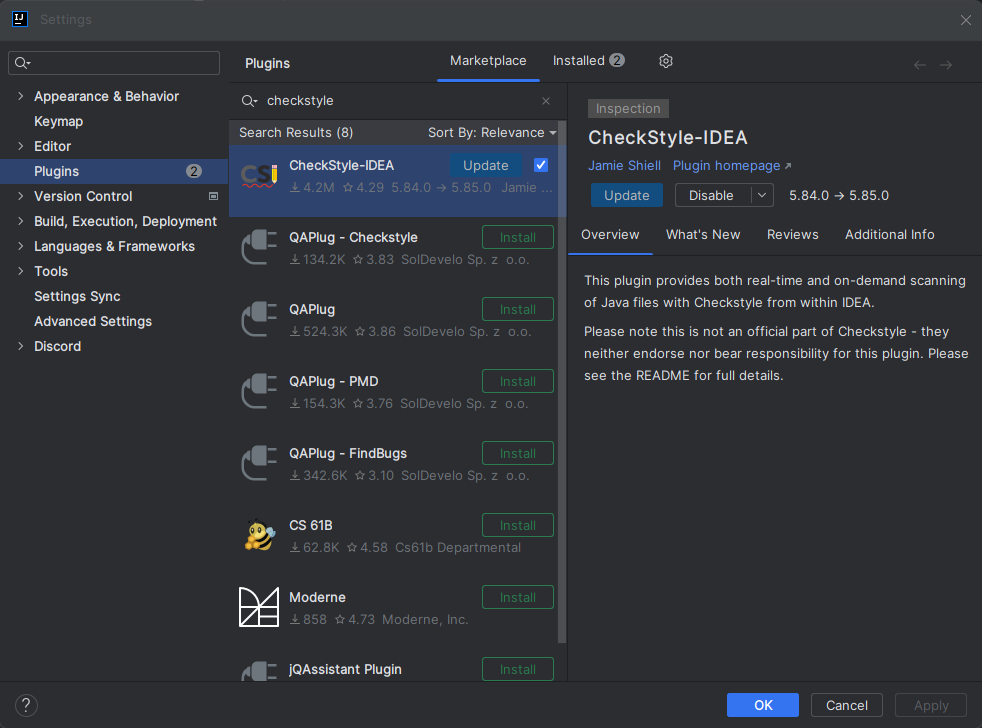 Settings
Plugins
Marketplace
Installed 2
Appearance & Behavior
Keymap
Editor
Plugins 2
Version Control
Build, Execution, Deployment
Languages & Frameworks
Tools
Settings Sync
Advanced Settings
Discord
checkstyle
Search Results (8) Sort By: Relevance
CheckStyle-IDEA Update
4.2M 4.29 5.84.0 → 5.85.0 Jamie ...
QAPlug - Checkstyle Install
134.2K 3.83 SolDevelo Sp. z o.o.
QAPlug Install
524.3K 3.86 SolDevelo Sp. z o.o.
QAPlug - PMD Install
154.3K 3.76 SolDevelo Sp. z o.o.
QAPlug - FindBugs Install
342.6K 3.10 SolDevelo Sp. z o.o.
CS 61B Install
62.8K 4.58 Cs61b Departmental
Moderne Install
858 4.73 Moderne, Inc.
jQAssistant Plugin Install
Inspection
CheckStyle-IDEA
Jamie Shiell Plugin homepage ↗
Update Disable 5.84.0 → 5.85.0
Overview What's New Reviews Additional Info
This plugin provides both real-time and on-demand scanning
of Java files with Checkstyle from within IDEA.
Please note this is not an official part of Checkstyle - they
neither endorse nor bear responsibility for this plugin. Please
see the README for full details.
? OK Cancel Apply